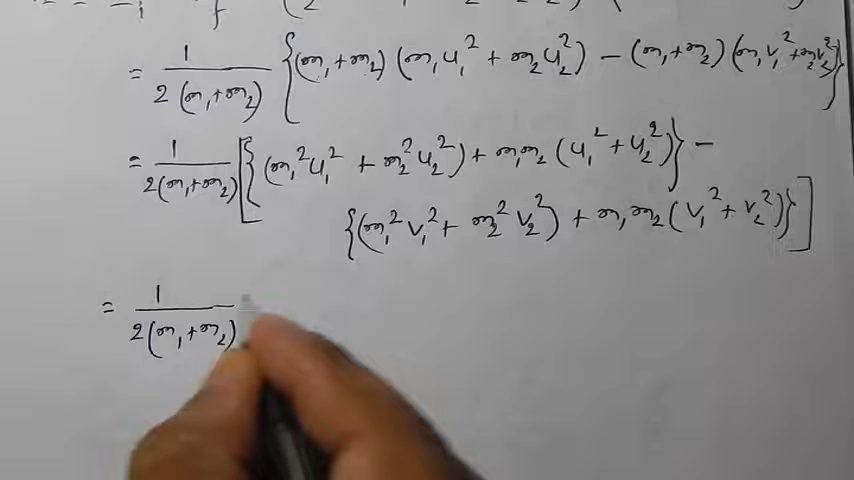 = 1/(2(m₁+m₂)) {(m₁+m₂)(m₁u₁² + m₂u₂²) − (m₁+m₂)(m₁v₁²+m₂v₂²)}
= 1/(2(m₁+m₂)) [{(m₁²u₁² + m₂²u₂²) + m₁m₂(u₁²+u₂²)} −
{(m₁²v₁² + m₂²v₂²) + m₁m₂(v₁²+v₂²)}]
= 1/(2(m₁+m₂))